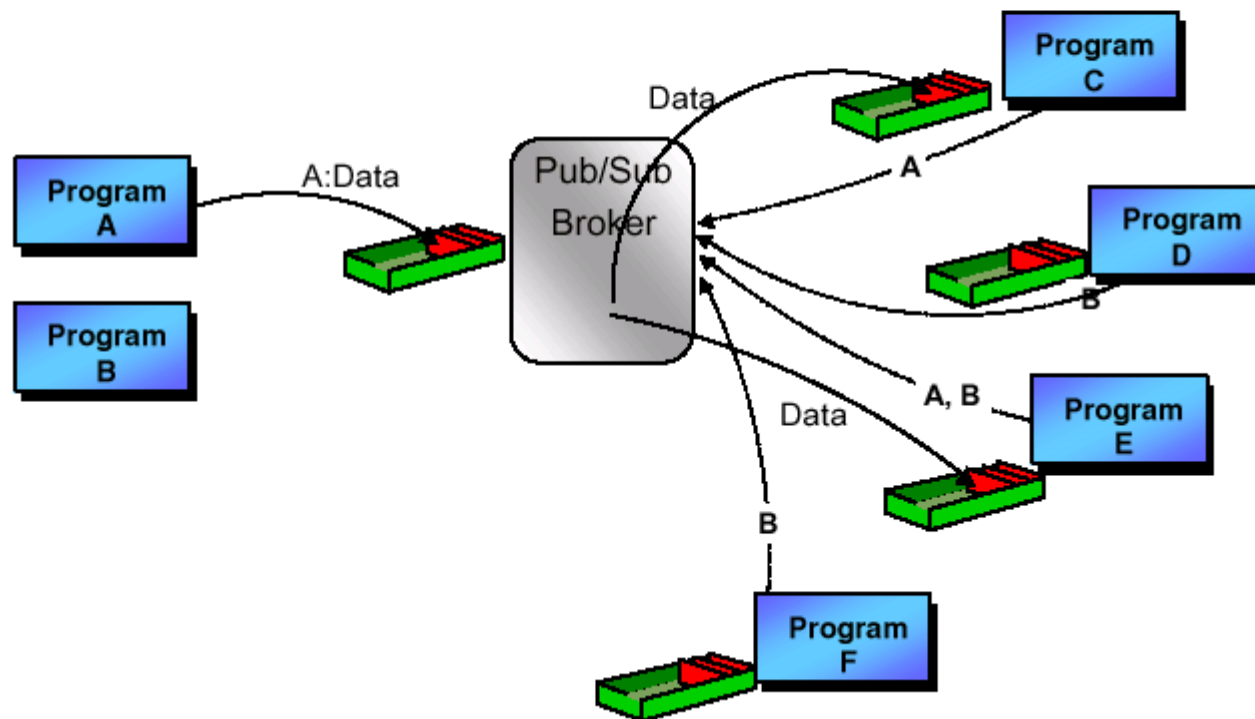 Program
A
Program
B
A:Data
Pub/Sub
Broker
Data
Data
A
B
A, B
B
Program
C
Program
D
Program
E
Program
F